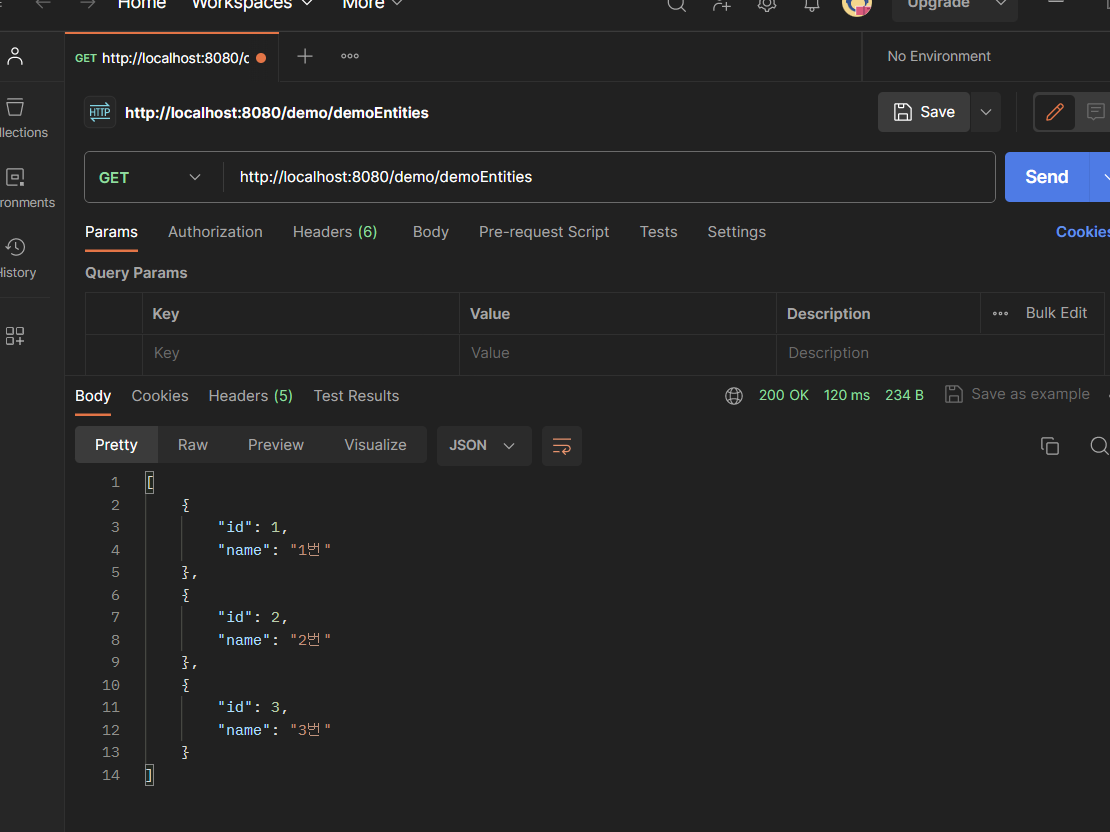 Home Workspaces More Upgrade
GET http://localhost:8080/c No Environment
HTTP http://localhost:8080/demo/demoEntities Save
llections
GET http://localhost:8080/demo/demoEntities Send
ronments
Params Authorization Headers (6) Body Pre-request Script Tests Settings Cookies
History
Query Params
Key Value Description Bulk Edit
Key Value Description
Body Cookies Headers (5) Test Results 200 OK 120 ms 234 B Save as example
Pretty Raw Preview Visualize JSON
1 [
2 {
3 "id": 1,
4 "name": "1번"
5 },
6 {
7 "id": 2,
8 "name": "2번"
9 },
10 {
11 "id": 3,
12 "name": "3번"
13 }
14 ]